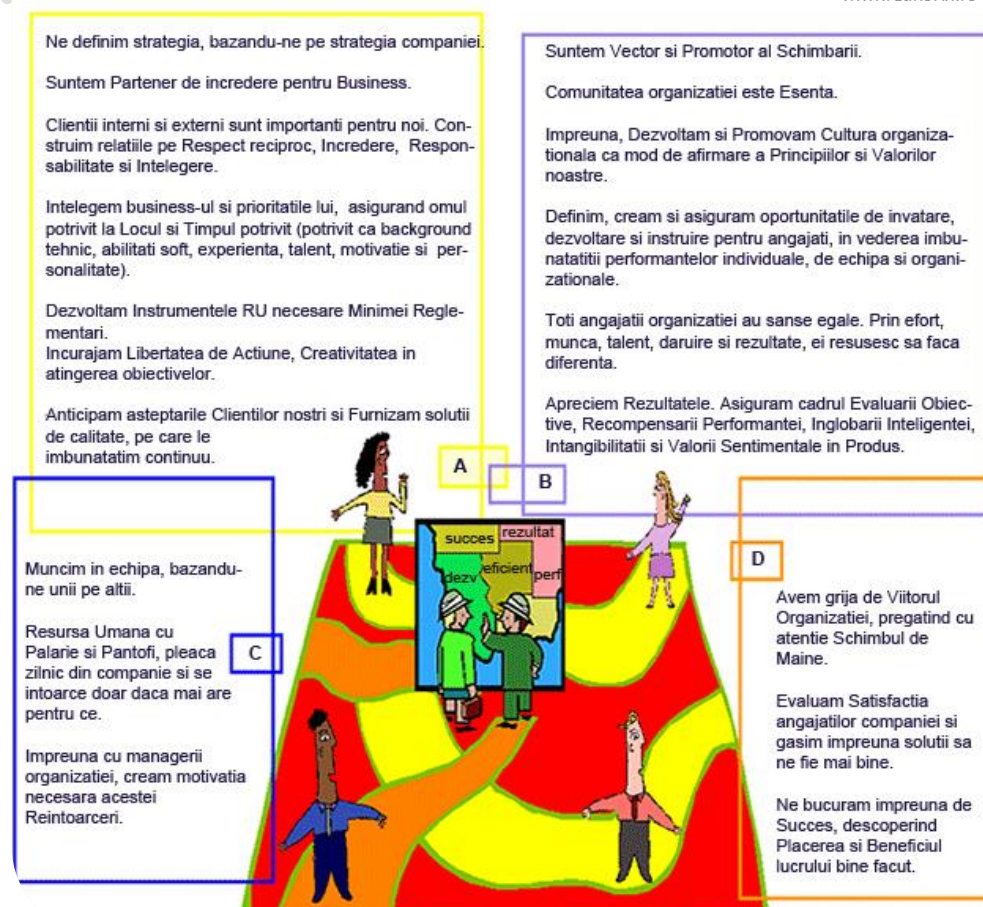 Ne definim strategia, bazandu-ne pe strategia companiei.
Suntem Partener de incredere pentru Business.
Clientii interni si externi sunt importanti pentru noi. Con-
struim relatiile pe Respect reciproc, Incredere, Respon-
sabilitate si Intelegere.
Intelegem business-ul si prioritatile lui, asigurand omul
potrivit la Locul si Timpul potrivit (potrivit ca background
tehnic, abilitati soft, experienta, talent, motivatie si per-
sonalitate).
Dezvoltam Instrumentele RU necesare Minimei Regle-
mentari.
Incurajam Libertatea de Actiune, Creativitatea in
atingerea obiectivelor.
Anticipam asteptarile Clientilor nostri si Furnizam solutii
de calitate, pe care le
imbunatatim continuu.
A
Suntem Vector si Promotor al Schimbarii.
Comunitatea organizatiei este Esenta.
Impreuna, Dezvoltam si Promovam Cultura organiza-
tionala ca mod de afirmare a Principiilor si Valorilor
noastre.
Definim, cream si asiguram oportunitatile de invatare,
dezvoltare si instruire pentru angajati, in vederea imbu-
natatitii performantelor individuale, de echipa si organi-
zationale.
Toti angajatii organizatiei au sanse egale. Prin efort,
munca, talent, daruire si rezultate, ei resusesc sa faca
diferenta.
Apreciem Rezultatele. Asiguram cadrul Evaluarii Obiec-
tive, Recompensarii Performantei, Inglobarii Inteligentei,
Intangibilitatii si Valorii Sentimentale in Produs.
B
succes
rezultat
dezv
eficient
perf
Muncim in echipa, bazandu-
ne unii pe altii.
Resursa Umana cu
Palarie si Pantofi, pleaca
zilnic din companie si se
intoarce doar daca mai are
pentru ce.
Impreuna cu managerii
organizatiei, cream motivatia
necesara acestei
Reintoarceri.
C
D
Avem grija de Viitorul
Organizatiei, pregatind cu
atentie Schimbul de
Maine.
Evaluam Satisfactia
angajatilor companiei si
gasim impreuna solutii sa
ne fie mai bine.
Ne bucuram impreuna de
Succes, descoperind
Placerea si Beneficiul
lucrului bine facut.